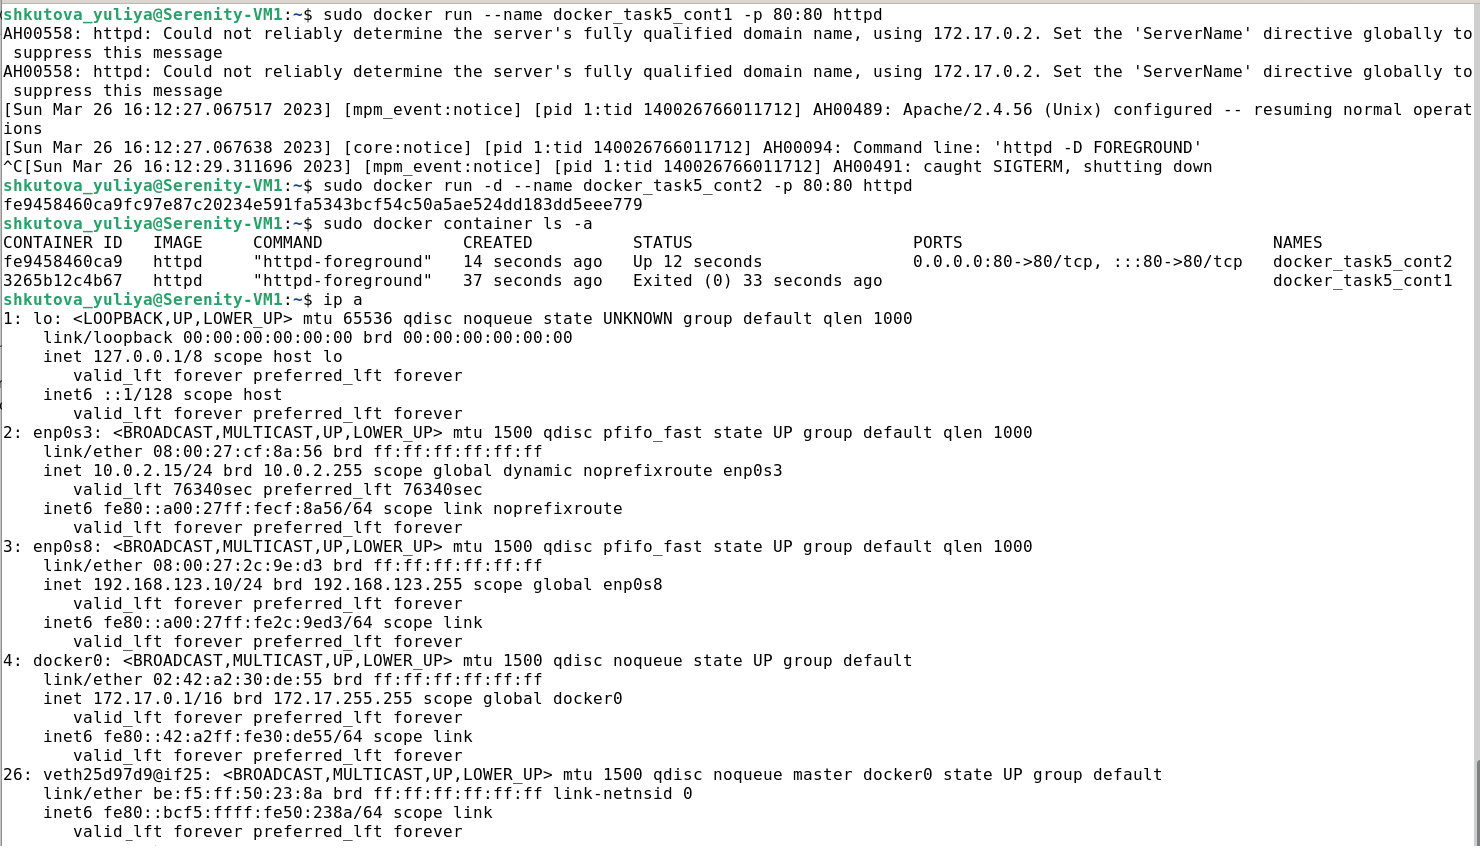 shkutova_yuliya@Serenity-VM1:~$ sudo docker run --name docker_task5_cont1 -p 80:80 httpd
AH00558: httpd: Could not reliably determine the server's fully qualified domain name, using 172.17.0.2. Set the 'ServerName' directive globally to
 suppress this message
AH00558: httpd: Could not reliably determine the server's fully qualified domain name, using 172.17.0.2. Set the 'ServerName' directive globally to
 suppress this message
[Sun Mar 26 16:12:27.067517 2023] [mpm_event:notice] [pid 1:tid 140026766011712] AH00489: Apache/2.4.56 (Unix) configured -- resuming normal operat
ions
[Sun Mar 26 16:12:27.067638 2023] [core:notice] [pid 1:tid 140026766011712] AH00094: Command line: 'httpd -D FOREGROUND'
^C[Sun Mar 26 16:12:29.311696 2023] [mpm_event:notice] [pid 1:tid 140026766011712] AH00491: caught SIGTERM, shutting down
shkutova_yuliya@Serenity-VM1:~$ sudo docker run -d --name docker_task5_cont2 -p 80:80 httpd
fe9458460ca9fc97e87c20234e591fa5343bcf54c50a5ae524dd183dd5eee779
shkutova_yuliya@Serenity-VM1:~$ sudo docker container ls -a
CONTAINER ID   IMAGE     COMMAND              CREATED          STATUS                      PORTS                               NAMES
fe9458460ca9   httpd     "httpd-foreground"   14 seconds ago   Up 12 seconds               0.0.0.0:80->80/tcp, :::80->80/tcp   docker_task5_cont2
3265b12c4b67   httpd     "httpd-foreground"   37 seconds ago   Exited (0) 33 seconds ago                                       docker_task5_cont1
shkutova_yuliya@Serenity-VM1:~$ ip a
1: lo: <LOOPBACK,UP,LOWER_UP> mtu 65536 qdisc noqueue state UNKNOWN group default qlen 1000
    link/loopback 00:00:00:00:00:00 brd 00:00:00:00:00:00
    inet 127.0.0.1/8 scope host lo
       valid_lft forever preferred_lft forever
    inet6 ::1/128 scope host
       valid_lft forever preferred_lft forever
2: enp0s3: <BROADCAST,MULTICAST,UP,LOWER_UP> mtu 1500 qdisc pfifo_fast state UP group default qlen 1000
    link/ether 08:00:27:cf:8a:56 brd ff:ff:ff:ff:ff:ff
    inet 10.0.2.15/24 brd 10.0.2.255 scope global dynamic noprefixroute enp0s3
       valid_lft 76340sec preferred_lft 76340sec
    inet6 fe80::a00:27ff:fecf:8a56/64 scope link noprefixroute
       valid_lft forever preferred_lft forever
3: enp0s8: <BROADCAST,MULTICAST,UP,LOWER_UP> mtu 1500 qdisc pfifo_fast state UP group default qlen 1000
    link/ether 08:00:27:2c:9e:d3 brd ff:ff:ff:ff:ff:ff
    inet 192.168.123.10/24 brd 192.168.123.255 scope global enp0s8
       valid_lft forever preferred_lft forever
    inet6 fe80::a00:27ff:fe2c:9ed3/64 scope link
       valid_lft forever preferred_lft forever
4: docker0: <BROADCAST,MULTICAST,UP,LOWER_UP> mtu 1500 qdisc noqueue state UP group default
    link/ether 02:42:a2:30:de:55 brd ff:ff:ff:ff:ff:ff
    inet 172.17.0.1/16 brd 172.17.255.255 scope global docker0
       valid_lft forever preferred_lft forever
    inet6 fe80::42:a2ff:fe30:de55/64 scope link
       valid_lft forever preferred_lft forever
26: veth25d97d9@if25: <BROADCAST,MULTICAST,UP,LOWER_UP> mtu 1500 qdisc noqueue master docker0 state UP group default
    link/ether be:f5:ff:50:23:8a brd ff:ff:ff:ff:ff:ff link-netnsid 0
    inet6 fe80::bcf5:ffff:fe50:238a/64 scope link
       valid_lft forever preferred_lft forever